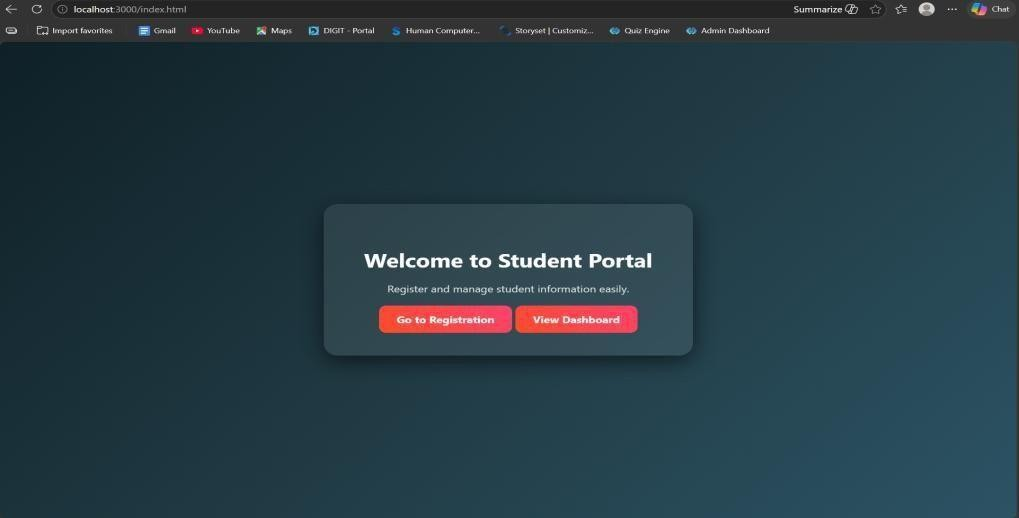 localhost:3000/index.html
Summarize
Chat
Import favorites
Gmail
YouTube
Maps
DIGIT - Portal
Human Computer...
Storyset | Customiz...
Quiz Engine
Admin Dashboard
Welcome to Student Portal
Register and manage student information easily.
Go to Registration
View Dashboard